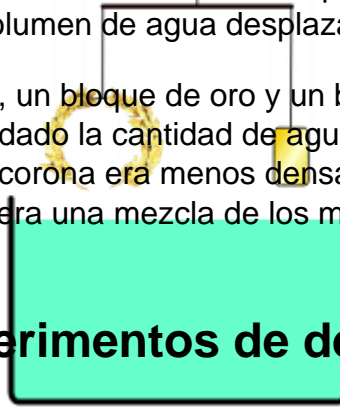 olumen de agua desplaza
, un bloque de oro y un b
dado la cantidad de agu
corona era menos densa
era una mezcla de los m
erimentos de de